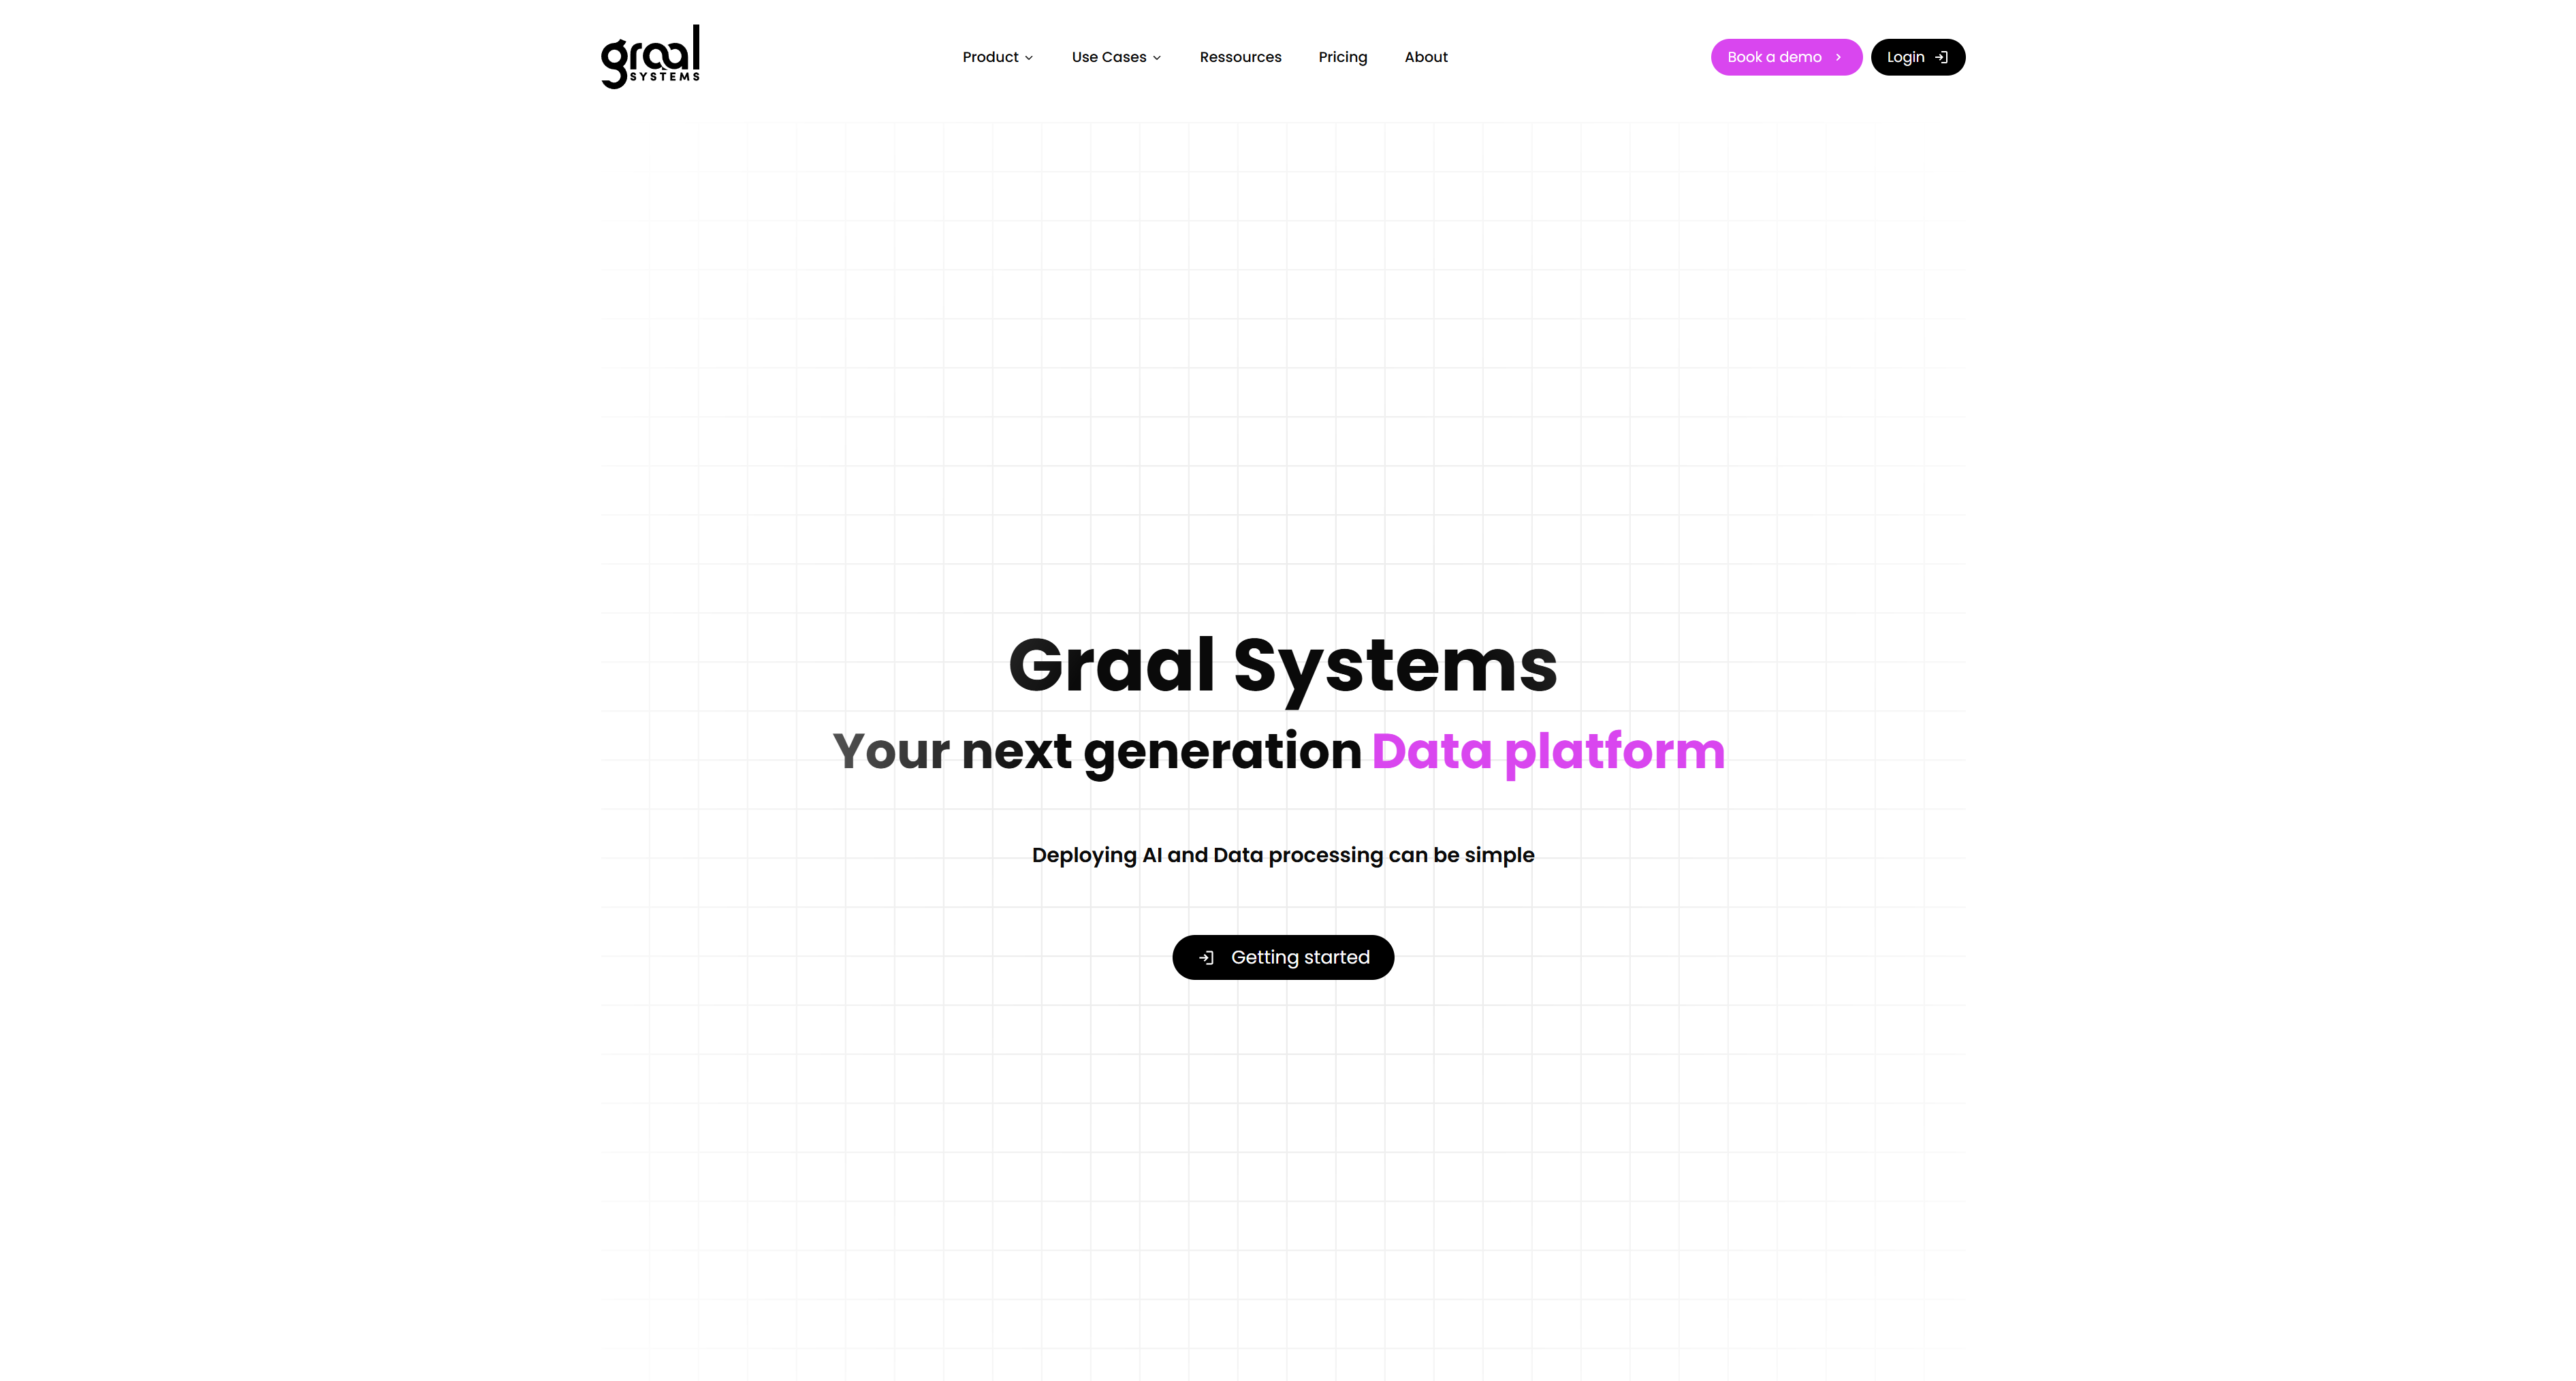 graal
SYSTEMS
Product
Use Cases
Ressources
Pricing
About
Book a demo
Login
Graal Systems
Your next generation Data platform
Deploying AI and Data processing can be simple
Getting started